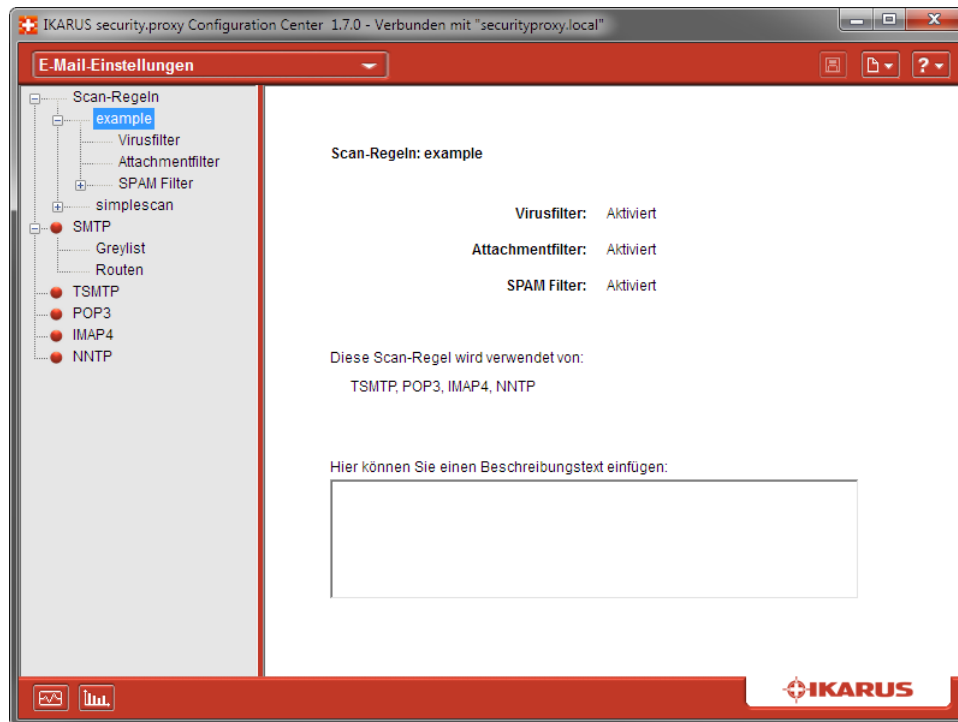 IKARUS security.proxy Configuration Center 1.7.0 - Verbunden mit "securityproxy.local"
E-Mail-Einstellungen
?
Scan-Regeln
example
Virusfilter
Attachmentfilter
SPAM Filter
simplescan
SMTP
Greylist
Routen
TSMTP
POP3
IMAP4
NNTP
Scan-Regeln: example
Virusfilter: Aktiviert
Attachmentfilter: Aktiviert
SPAM Filter: Aktiviert
Diese Scan-Regel wird verwendet von:
TSMTP, POP3, IMAP4, NNTP
Hier können Sie einen Beschreibungstext einfügen:
IKARUS